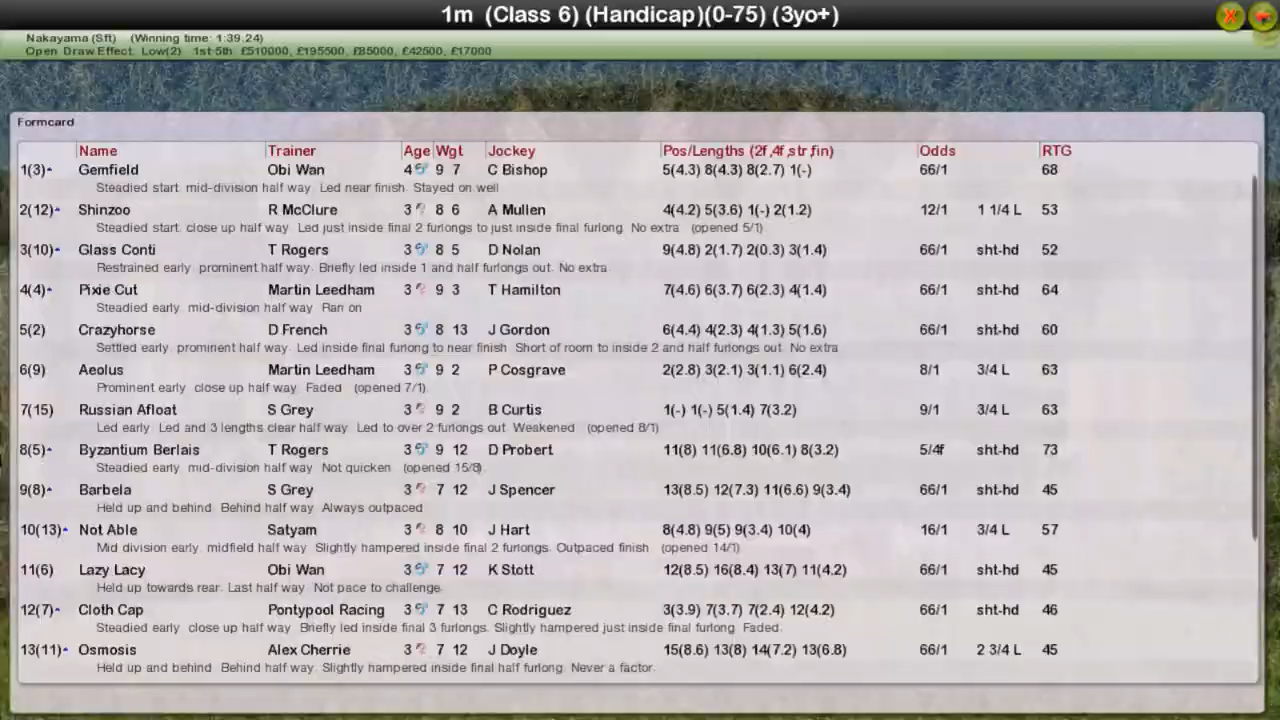 1m (Class 6) (Handicap)(0-75) (3yo+)
Nakayama (Sft) (Winning time: 1:39.24)
Open Draw Effect. Low(2) 1st-5th £510000, £195500, £85000, £42500, £17000
Formcard
Name Trainer Age Wgt Jockey Pos/Lengths (2f,4f,str,fin) Odds RTG
1(3) Gemfield Obi Wan 4 9 7 C Bishop 5(4.3) 8(4.3) 8(2.7) 1(-) 66/1 68
Steadied start. mid-division half way. Led near finish. Stayed on well
2(12) Shinzoo R McClure 3 8 6 A Mullen 4(4.2) 5(3.6) 1(-) 2(1.2) 12/1 1 1/4 L 53
Steadied start. close up half way. Led just inside final 2 furlongs to just inside final furlong. No extra (opened 5/1)
3(10) Glass Conti T Rogers 3 8 5 D Nolan 9(4.8) 2(1.7) 2(0.3) 3(1.4) 66/1 sht-hd 52
Restrained early. prominent half way. Briefly led inside 1 and half furlongs out. No extra.
4(4) Pixie Cut Martin Leedham 3 9 3 T Hamilton 7(4.6) 6(3.7) 6(2.3) 4(1.4) 66/1 sht-hd 64
Steadied early. mid-division half way. Ran on
5(2) Crazyhorse D French 3 8 13 J Gordon 6(4.4) 4(2.3) 4(1.3) 5(1.6) 66/1 sht-hd 60
Settled early. prominent half way. Led inside final furlong to near finish. Short of room to inside 2 and half furlongs out. No extra
6(9) Aeolus Martin Leedham 3 9 2 P Cosgrave 2(2.8) 3(2.1) 3(1.1) 6(2.4) 8/1 3/4 L 63
Prominent early. close up half way. Faded (opened 7/1)
7(15) Russian Afloat S Grey 3 9 2 B Curtis 1(-) 1(-) 5(1.4) 7(3.2) 9/1 3/4 L 63
Led early. Led and 3 lengths clear half way. Led to over 2 furlongs out. Weakened (opened 8/1)
8(5) Byzantium Berlais T Rogers 3 9 12 D Probert 11(8) 11(6.8) 10(6.1) 8(3.2) 5/4f sht-hd 73
Steadied early. mid-division half way. Not quicken (opened 15/8)
9(8) Barbela S Grey 3 7 12 J Spencer 13(8.5) 12(7.3) 11(6.6) 9(3.4) 66/1 sht-hd 45
Held up and behind. Behind half way. Always outpaced
10(13) Not Able Satyam 3 8 10 J Hart 8(4.8) 9(5) 9(3.4) 10(4) 16/1 3/4 L 57
Mid division early. midfield half way. Slightly hampered inside final 2 furlongs. Outpaced finish (opened 14/1)
11(6) Lazy Lacy Obi Wan 3 7 12 K Stott 12(8.5) 16(8.4) 13(7) 11(4.2) 66/1 sht-hd 45
Held up towards rear. Last half way. Not pace to challenge.
12(7) Cloth Cap Pontypool Racing 3 7 13 C Rodriguez 3(3.9) 7(3.7) 7(2.4) 12(4.2) 66/1 sht-hd 46
Steadied early. close up half way. Briefly led inside final 3 furlongs. Slightly hampered just inside final furlong. Faded.
13(11) Osmosis Alex Cherrie 3 7 12 J Doyle 15(8.6) 13(8) 14(7.2) 13(6.8) 66/1 2 3/4 L 45
Held up and behind. Behind half way. Slightly hampered inside final half furlong. Never a factor.